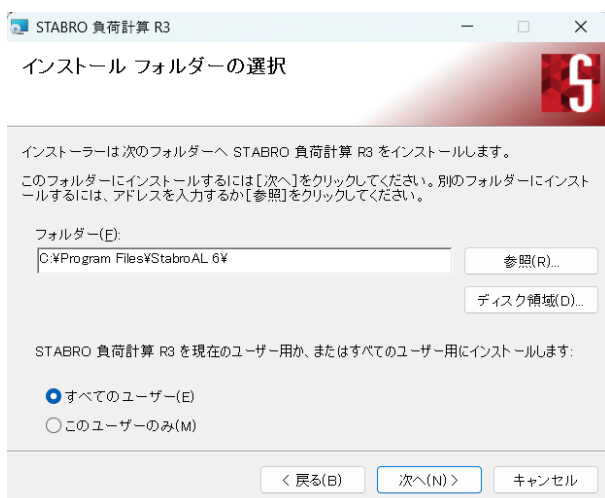 STABRO 負荷計算 R3
インストール フォルダーの選択
インストーラーは次のフォルダーへ STABRO 負荷計算 R3 をインストールします。
このフォルダーにインストールするには[次へ]をクリックしてください。別のフォルダーにインスト
ールするには、アドレスを入力するか[参照]をクリックしてください。
フォルダー(F):
C:¥Program Files¥StabroAL 6¥
参照(R)...
ディスク領域(D)...
STABRO 負荷計算 R3 を現在のユーザー用か、またはすべてのユーザー用にインストールします:
すべてのユーザー(E)
このユーザーのみ(M)
< 戻る(B)
次へ(N) >
キャンセル